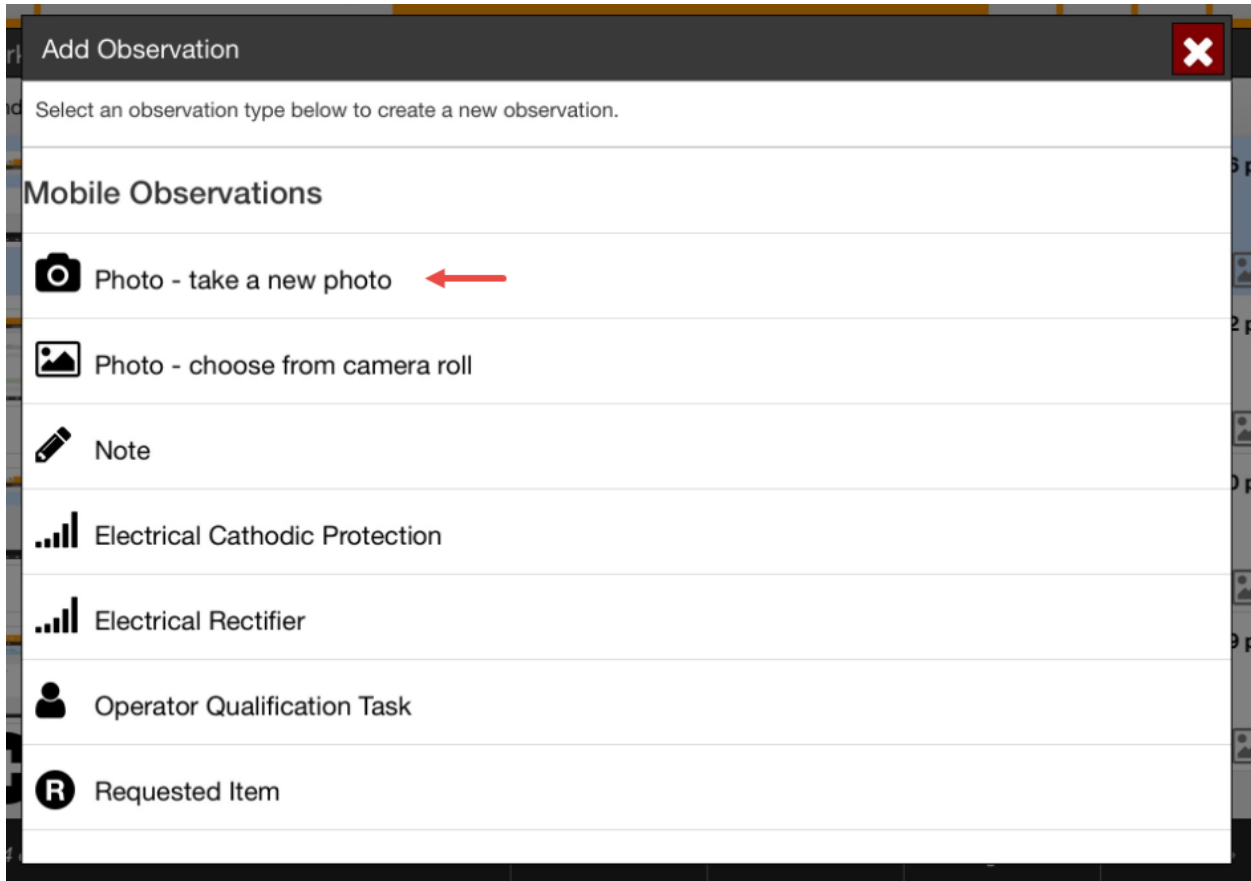 Add Observation
Select an observation type below to create a new observation.
Mobile Observations
Photo - take a new photo
Photo - choose from camera roll
Note
Electrical Cathodic Protection
Electrical Rectifier
Operator Qualification Task
R Requested Item